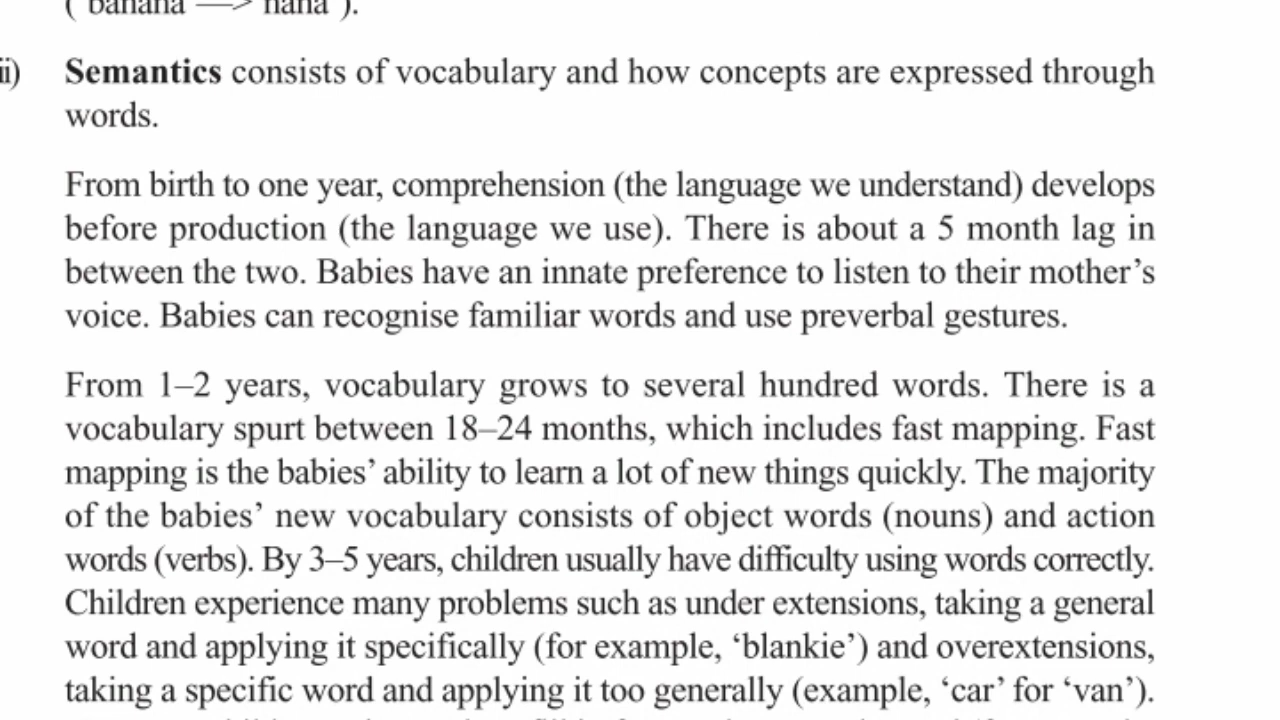 ('banana —> nana').
ii) Semantics consists of vocabulary and how concepts are expressed through
words.
From birth to one year, comprehension (the language we understand) develops
before production (the language we use). There is about a 5 month lag in
between the two. Babies have an innate preference to listen to their mother’s
voice. Babies can recognise familiar words and use preverbal gestures.
From 1–2 years, vocabulary grows to several hundred words. There is a
vocabulary spurt between 18–24 months, which includes fast mapping. Fast
mapping is the babies’ ability to learn a lot of new things quickly. The majority
of the babies’ new vocabulary consists of object words (nouns) and action
words (verbs). By 3–5 years, children usually have difficulty using words correctly.
Children experience many problems such as under extensions, taking a general
word and applying it specifically (for example, ‘blankie’) and overextensions,
taking a specific word and applying it too generally (example, ‘car’ for ‘van’).